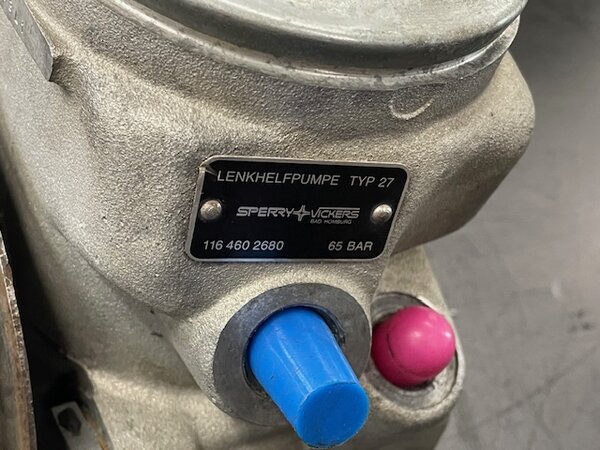 LENKHELFPUMPE TYP 27
SPERRY VICKERS
BAD HOMBURG
116 460 2680 65 BAR